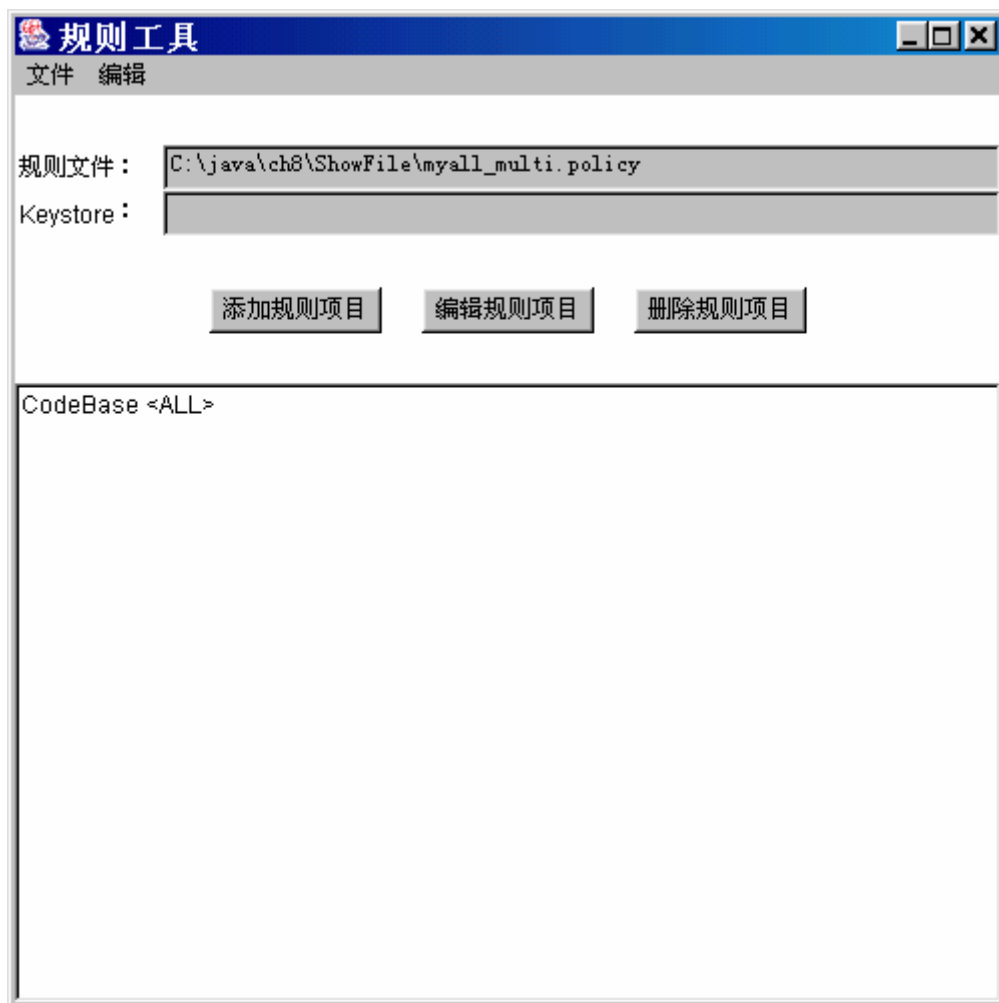 规则工具
文件 编辑
规则文件： C:\java\ch8\ShowFile\myall_multi.policy
Keystore：
添加规则项目 编辑规则项目 删除规则项目
CodeBase <ALL>